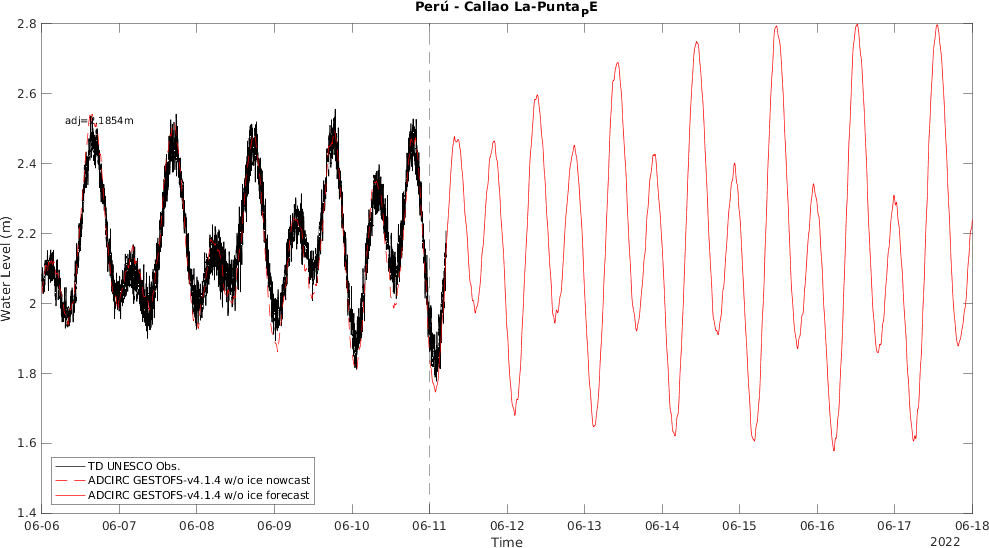 Perú - Callao La-PuntapE
2.8
2.6
2.4
2.2
2
1.8
1.6
1.4
Water Level (m)
adj=2.1854m
TD UNESCO Obs.
ADCIRC GESTOFS-v4.1.4 w/o ice nowcast
ADCIRC GESTOFS-v4.1.4 w/o ice forecast
06-06 06-07 06-08 06-09 06-10 06-11 06-12 06-13 06-14 06-15 06-16 06-17 06-18
Time
2022